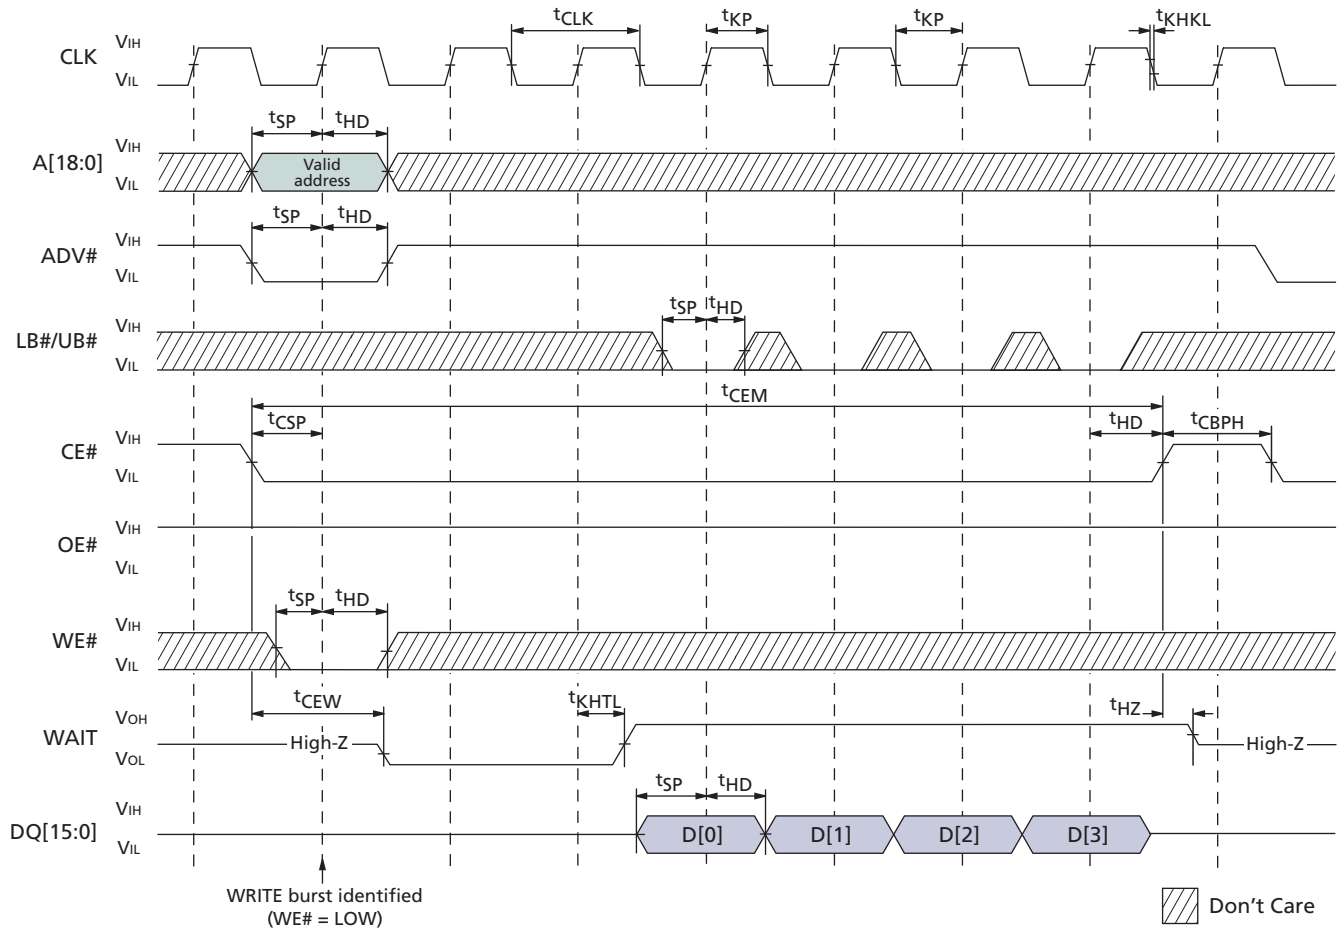 tCLK tKP tKP tKHKL
CLK VIH
VIL
tSP tHD
A[18:0] VIH
VIL
Valid
address
tSP tHD
ADV# VIH
VIL
tSP tHD
LB#/UB# VIH
VIL
tCEM
tCSP tHD tCBPH
CE# VIH
VIL
OE# VIH
VIL
tSP tHD
WE# VIH
VIL
tCEW tKHTL tHZ
WAIT VOH
VOL
High-Z High-Z
tSP tHD
DQ[15:0] VIH
VIL
D[0] D[1] D[2] D[3]
WRITE burst identified
(WE# = LOW)
Don't Care